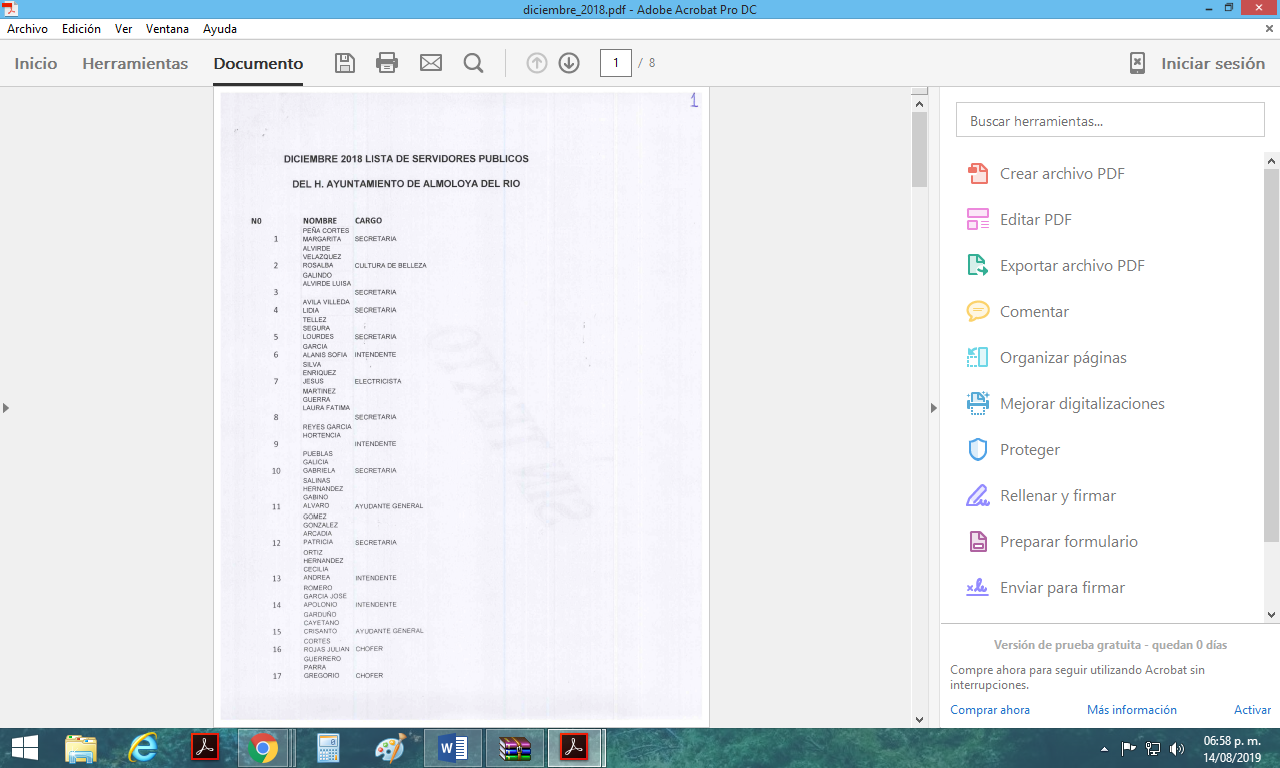 diciembre_2018.pdf - Adobe Acrobat Pro DC
Archivo Edición Ver Ventana Ayuda
Inicio Herramientas Documento 1 / 8 Iniciar sesión
1
DICIEMBRE 2018 LISTA DE SERVIDORES PUBLICOS
DEL H. AYUNTAMIENTO DE ALMOLOYA DEL RIO
N0 NOMBRE CARGO
PEÑA CORTES
1 MARGARITA SECRETARIA
ALVIRDE
VELAZQUEZ
2 ROSALBA CULTURA DE BELLEZA
GALINDO
ALVIRDE LUISA
3 SECRETARIA
AVILA VILLEDA
4 LIDIA SECRETARIA
TELLEZ
SEGURA
5 LOURDES SECRETARIA
GARCIA
6 ALANIS SOFIA INTENDENTE
SILVA
ENRIQUEZ
7 JESUS ELECTRICISTA
MARTINEZ
GUERRA
LAURA FATIMA
8 SECRETARIA
REYES GARCIA
HORTENCIA
9 INTENDENTE
PUEBLAS
GALICIA
10 GABRIELA SECRETARIA
SALINAS
HERNANDEZ
GABINO
11 ALVARO AYUDANTE GENERAL
GÓMEZ
GONZALEZ
ARCADIA
12 PATRICIA SECRETARIA
ORTIZ
HERNANDEZ
CECILIA
13 ANDREA INTENDENTE
ROMERO
GARCIA JOSE
14 APOLONIO INTENDENTE
GARDUÑO
CAYETANO
15 CRISANTO AYUDANTE GENERAL
CORTES
16 ROJAS JULIAN CHOFER
GUERRERO
PARRA
17 GREGORIO CHOFER
Buscar herramientas...
Crear archivo PDF
Editar PDF
Exportar archivo PDF
Comentar
Organizar páginas
Mejorar digitalizaciones
Proteger
Rellenar y firmar
Preparar formulario
Enviar para firmar
Versión de prueba gratuita - quedan 0 días
Compre ahora para seguir utilizando Acrobat sin
interrupciones.
Comprar ahora Más información Activar
06:58 p. m.
14/08/2019